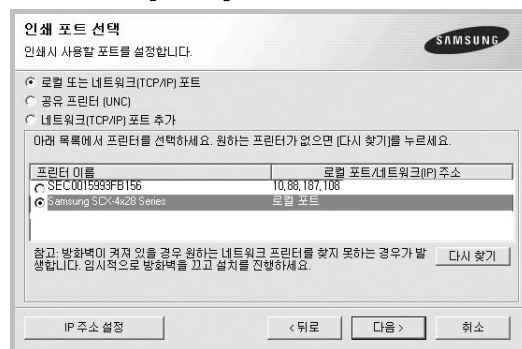 인쇄 포트 선택
인쇄시 사용할 포트를 설정합니다.
SAMSUNG
로컬 또는 네트워크(TCP/IP) 포트
공유 프린터 (UNC)
네트워크(TCP/IP) 포트 추가
아래 목록에서 프린터를 선택하세요. 원하는 프린터가 없으면 [다시 찾기]를 누르세요.
프린터 이름 로컬 포트/네트워크(IP) 주소
SEC0015993FB156 10,88,187,108
Samsung SCX-4x28 Series 로컬 포트
참고: 방화벽이 켜져 있을 경우 원하는 네트워크 프린터를 찾지 못하는 경우가 발
생합니다. 임시적으로 방화벽을 끄고 설치를 진행하세요.
다시 찾기
IP 주소 설정 < 뒤로 다음 > 취소